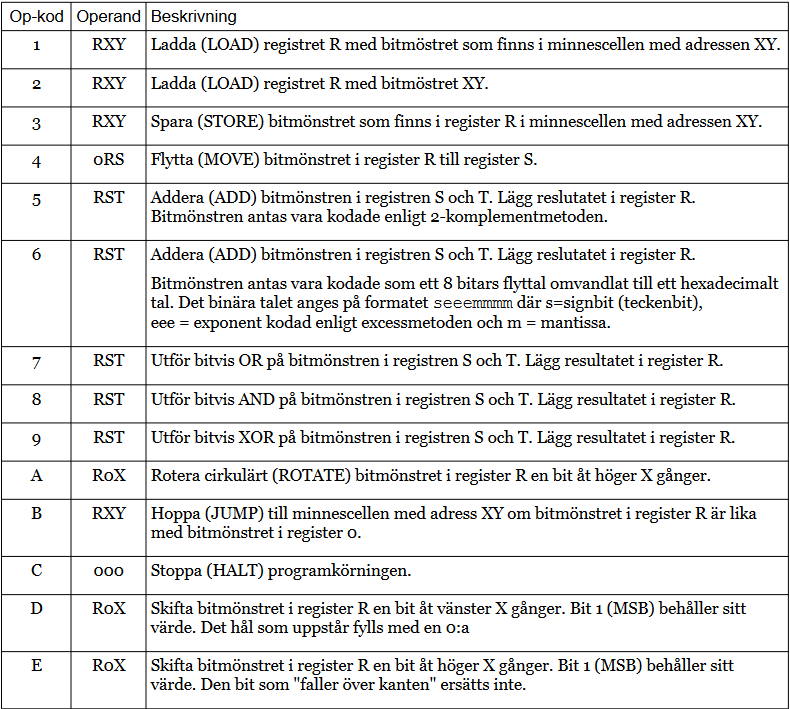 Op-kod Operand Beskrivning
1 RXY Ladda (LOAD) registret R med bitmöstret som finns i minnescellen med adressen XY.
2 RXY Ladda (LOAD) registret R med bitmöstret XY.
3 RXY Spara (STORE) bitmönstret som finns i register R i minnescellen med adressen XY.
4 0RS Flytta (MOVE) bitmönstret i register R till register S.
5 RST Addera (ADD) bitmönstren i registren S och T. Lägg reslutatet i register R.
Bitmönstren antas vara kodade enligt 2-komplementmetoden.
6 RST Addera (ADD) bitmönstren i registren S och T. Lägg reslutatet i register R.
Bitmönstren antas vara kodade som ett 8 bitars flyttal omvandlat till ett hexadecimalt
tal. Det binära talet anges på formatet seeemmmm där s=signbit (teckenbit),
eee = exponent kodad enligt excessmetoden och m = mantissa.
7 RST Utför bitvis OR på bitmönstren i registren S och T. Lägg resultatet i register R.
8 RST Utför bitvis AND på bitmönstren i registren S och T. Lägg resultatet i register R.
9 RST Utför bitvis XOR på bitmönstren i registren S och T. Lägg resultatet i register R.
A R0X Rotera cirkulärt (ROTATE) bitmönstret i register R en bit åt höger X gånger.
B RXY Hoppa (JUMP) till minnescellen med adress XY om bitmönstret i register R är lika
med bitmönstret i register 0.
C 000 Stoppa (HALT) programkörningen.
D R0X Skifta bitmönstret i register R en bit åt vänster X gånger. Bit 1 (MSB) behåller sitt
värde. Det hål som uppstår fylls med en 0:a
E R0X Skifta bitmönstret i register R en bit åt höger X gånger. Bit 1 (MSB) behåller sitt
värde. Den bit som "faller över kanten" ersätts inte.